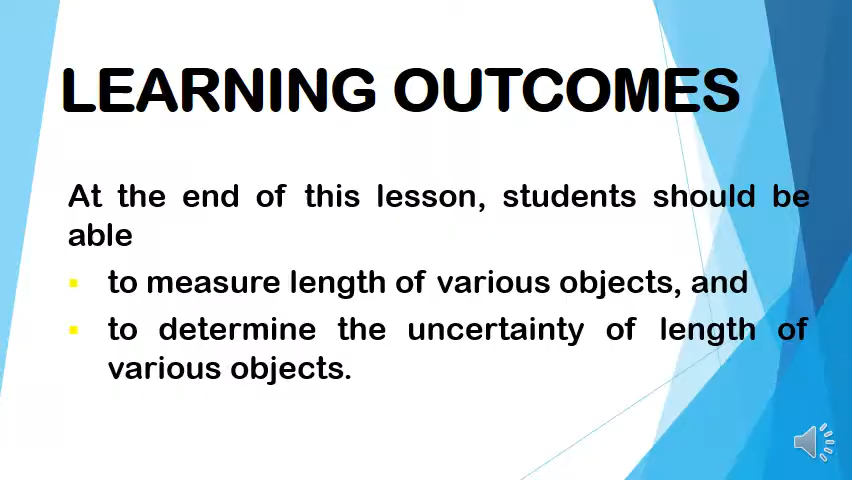 LEARNING OUTCOMES
At the end of this lesson, students should be
able
to measure length of various objects, and
to determine the uncertainty of length of
various objects.